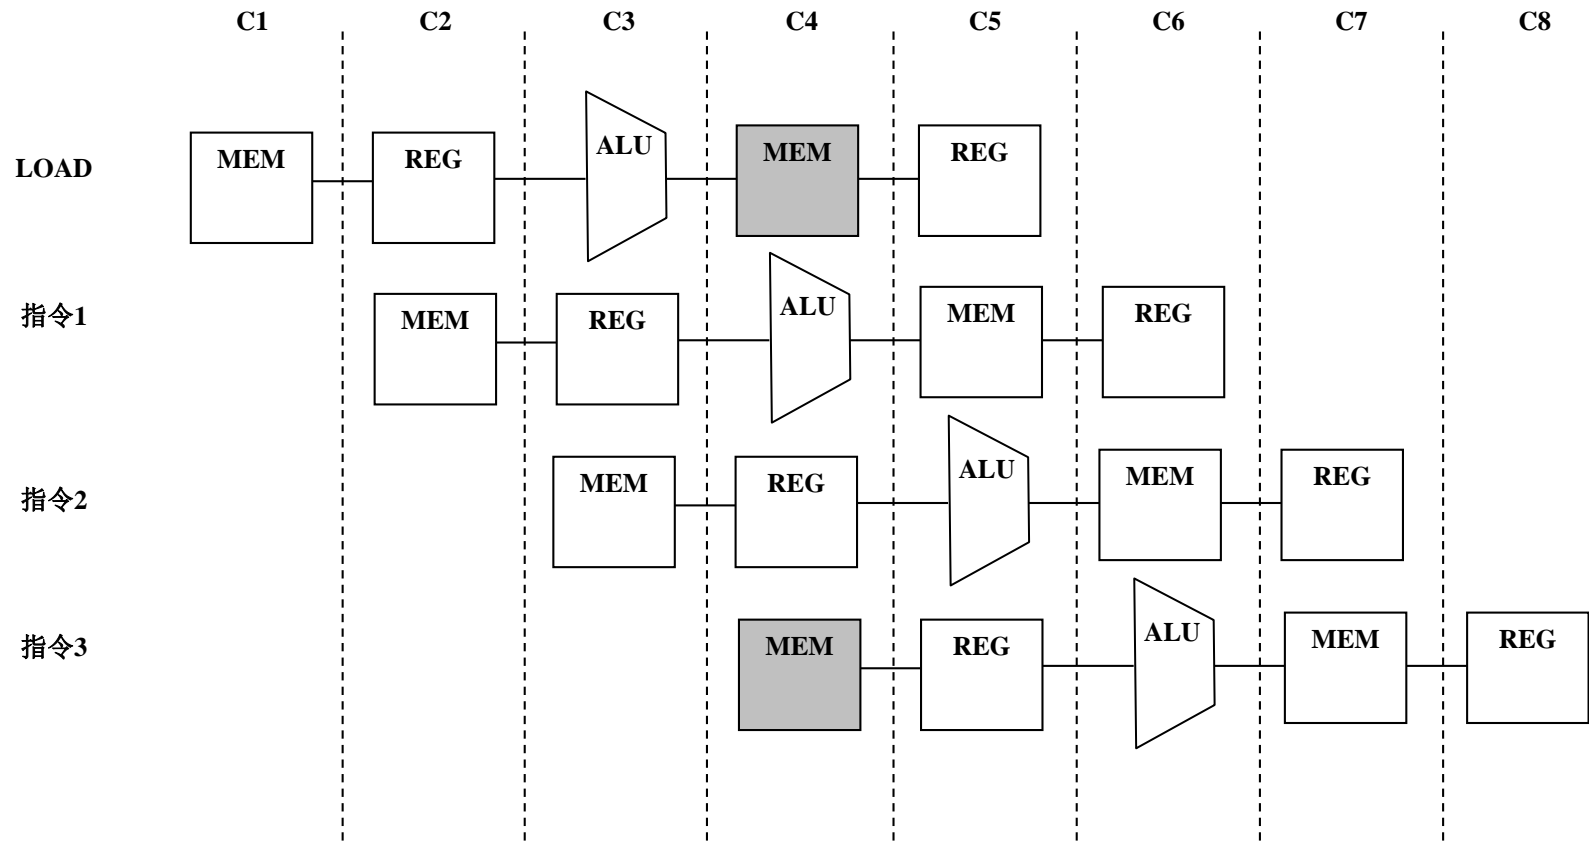 C1 C2 C3 C4 C5 C6 C7 C8
LOAD MEM REG ALU MEM REG
指令1 MEM REG ALU MEM REG
指令2 MEM REG ALU MEM REG
指令3 MEM REG ALU MEM REG